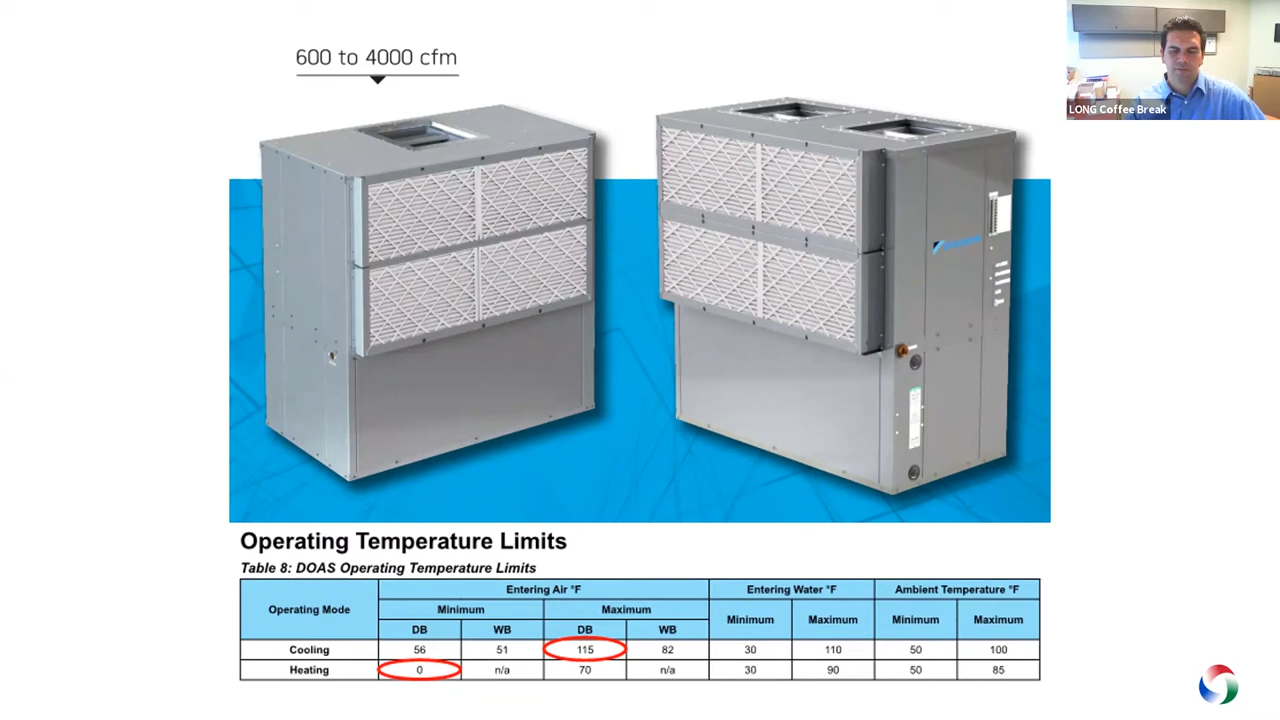 600 to 4000 cfm
LONG Coffee Break
DAIKIN
Operating Temperature Limits
Table 8: DOAS Operating Temperature Limits
Operating Mode Entering Air °F Entering Water °F Ambient Temperature °F
Minimum Maximum Minimum Maximum Minimum Maximum
DB WB DB WB
Cooling 56 51 115 82 30 110 50 100
Heating 0 n/a 70 n/a 30 90 50 85